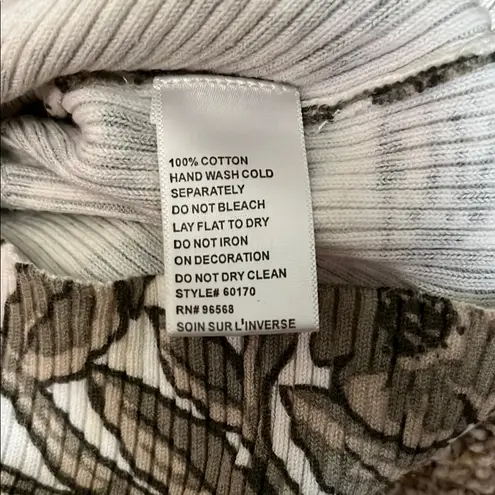 100% COTTON
HAND WASH COLD
SEPARATELY
DO NOT BLEACH
LAY FLAT TO DRY
DO NOT IRON
ON DECORATION
DO NOT DRY CLEAN
STYLE# 60170
RN# 96568
SOIN SUR L'INVERSE